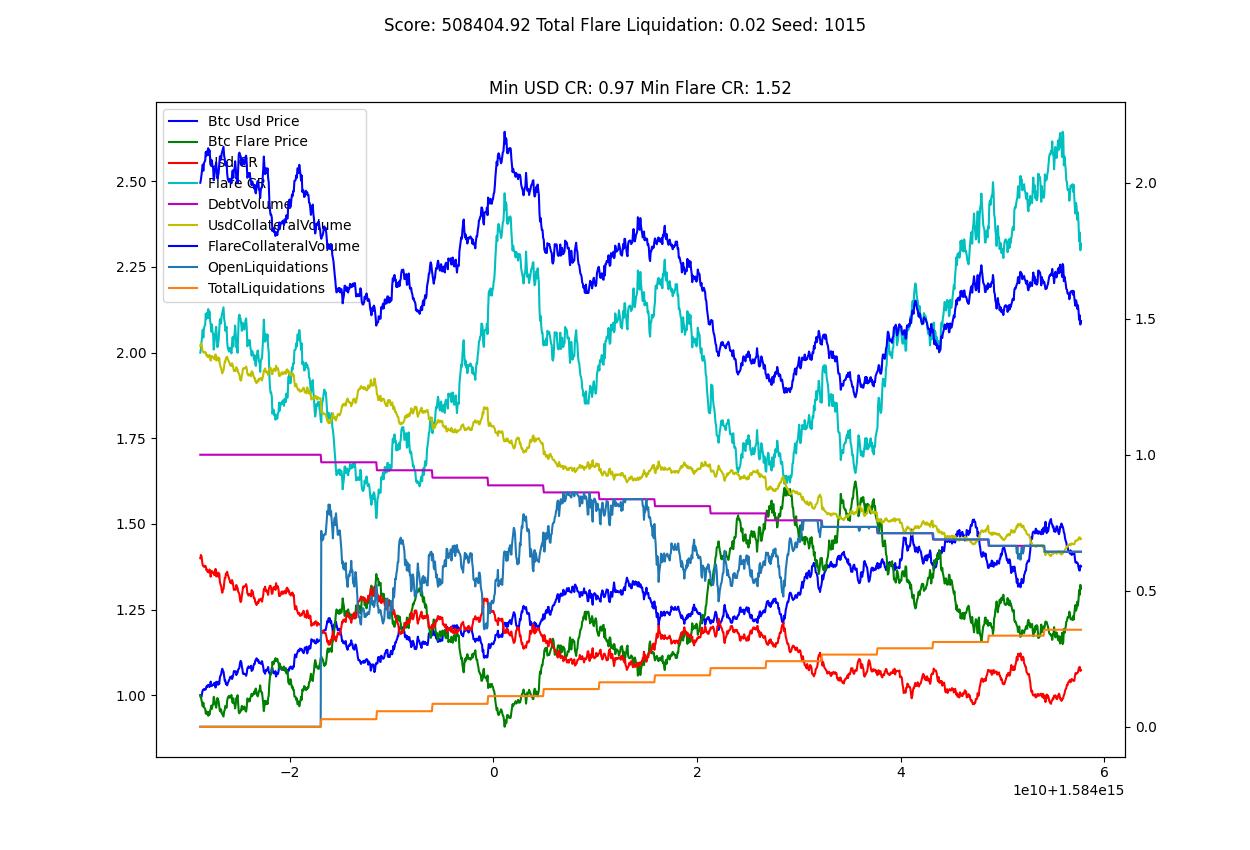 Score: 508404.92 Total Flare Liquidation: 0.02 Seed: 1015
Min USD CR: 0.97 Min Flare CR: 1.52
Btc Usd Price
Btc Flare Price
Usd CR
Flare CR
DebtVolume
UsdCollateralVolume
FlareCollateralVolume
OpenLiquidations
TotalLiquidations
2.50
2.25
2.00
1.75
1.50
1.25
1.00
2.0
1.5
1.0
0.5
0.0
−2 0 2 4 6
1e10+1.584e15